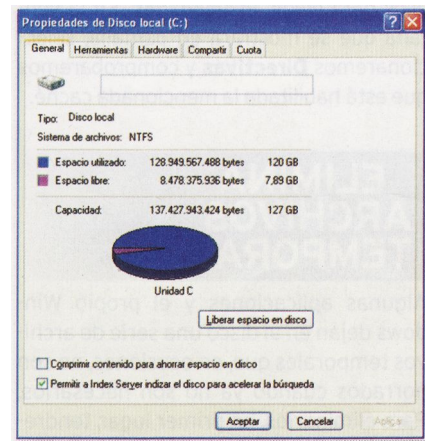 Propiedades de Disco local (C:)
General Herramientas Hardware Compartir Cuota
Tipo: Disco local
Sistema de archivos: NTFS
Espacio utilizado: 128.949.567.488 bytes 120 GB
Espacio libre: 8.478.375.936 bytes 7,89 GB
Capacidad: 137.427.943.424 bytes 127 GB
Unidad C
Liberar espacio en disco
Comprimir contenido para ahorrar espacio en disco
Permitir a Index Server indizar el disco para acelerar la búsqueda
Aceptar Cancelar Aplicar